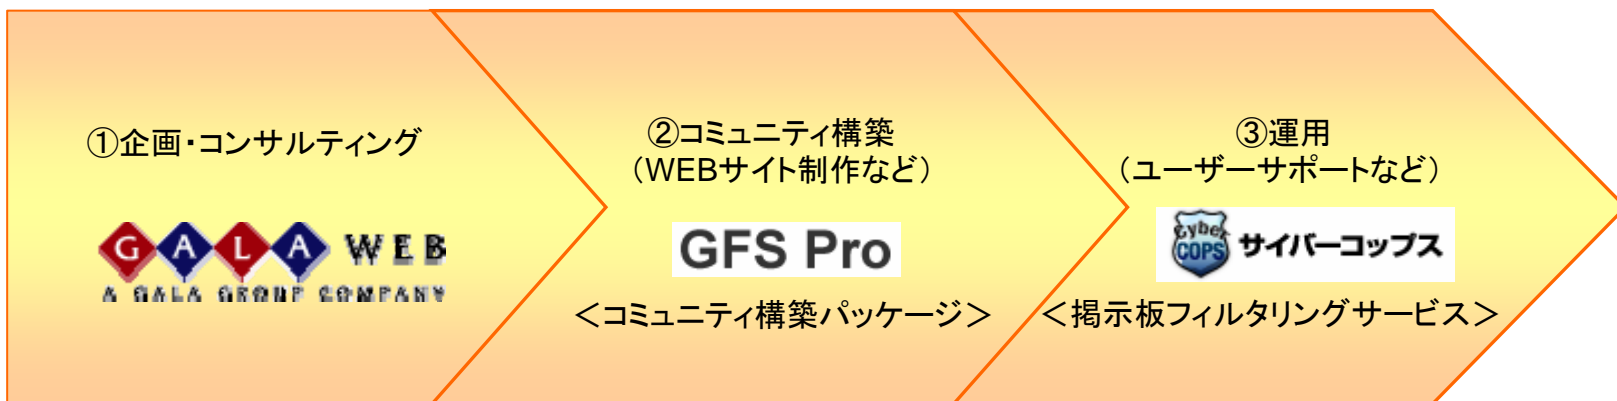 ①企画・コンサルティング
GALA WEB
A GALA GROUP COMPANY
②コミュニティ構築
（WEBサイト制作など）
GFS Pro
＜コミュニティ構築パッケージ＞
③運用
（ユーザーサポートなど）
Cyber
COPS
サイバーコップス
＜掲示板フィルタリングサービス＞